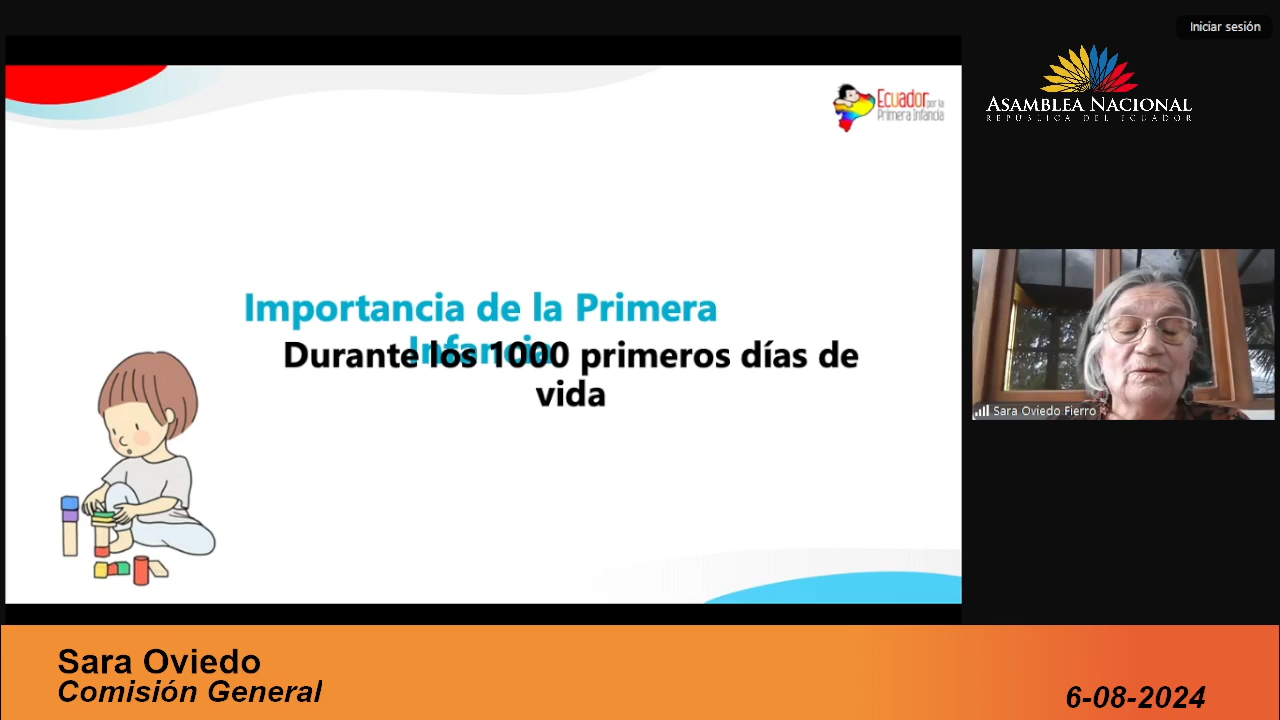 Iniciar sesión
Ecuador por la
Primera Infancia
ASAMBLEA NACIONAL
REPÚBLICA DEL ECUADOR
Importancia de la Primera
Infancia
Durante los 1000 primeros días de
vida
Sara Oviedo Fierro
Sara Oviedo
Comisión General
6-08-2024